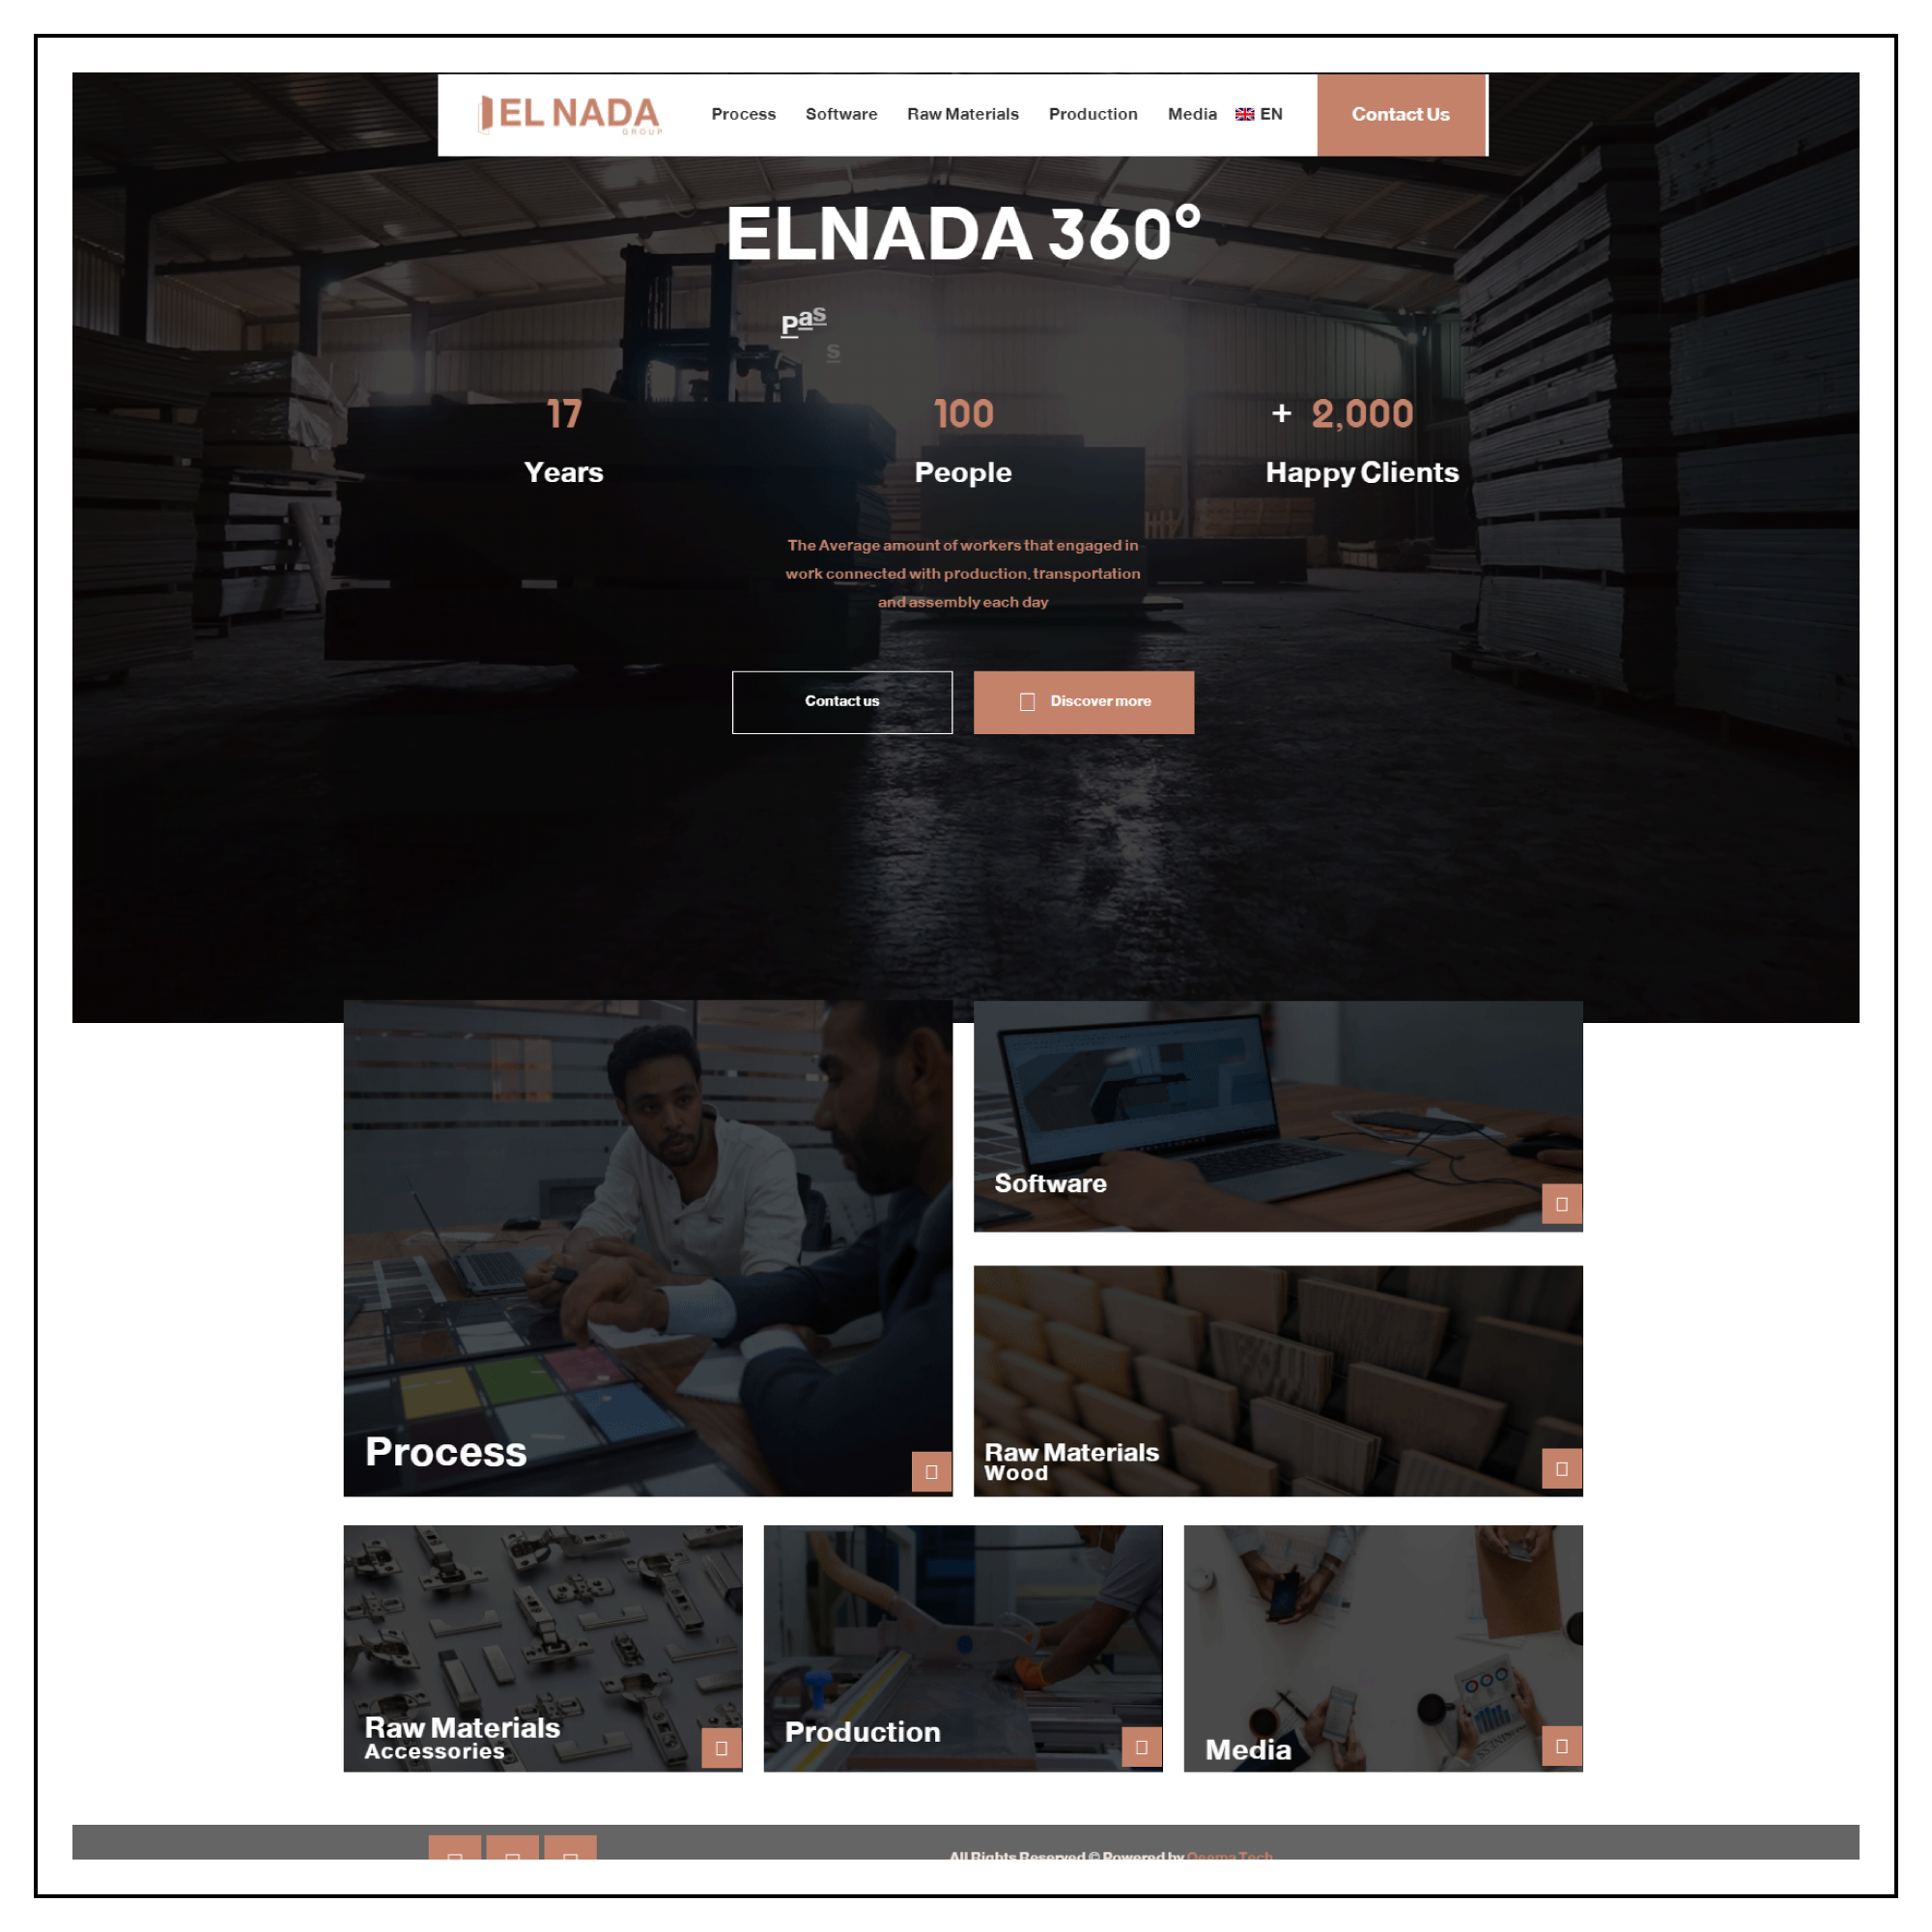 EL NADA
GROUP
Process Software Raw Materials Production Media EN Contact Us
ELNADA 360°
Pass
17 100 + 2,000
Years People Happy Clients
The Average amount of workers that engaged in
work connected with production, transportation
and assembly each day
Contact us Discover more
Software
Process
Raw Materials
Wood
Raw Materials
Accessories
Production
Media
All Rights Reserved © Powered by Qeema Tech